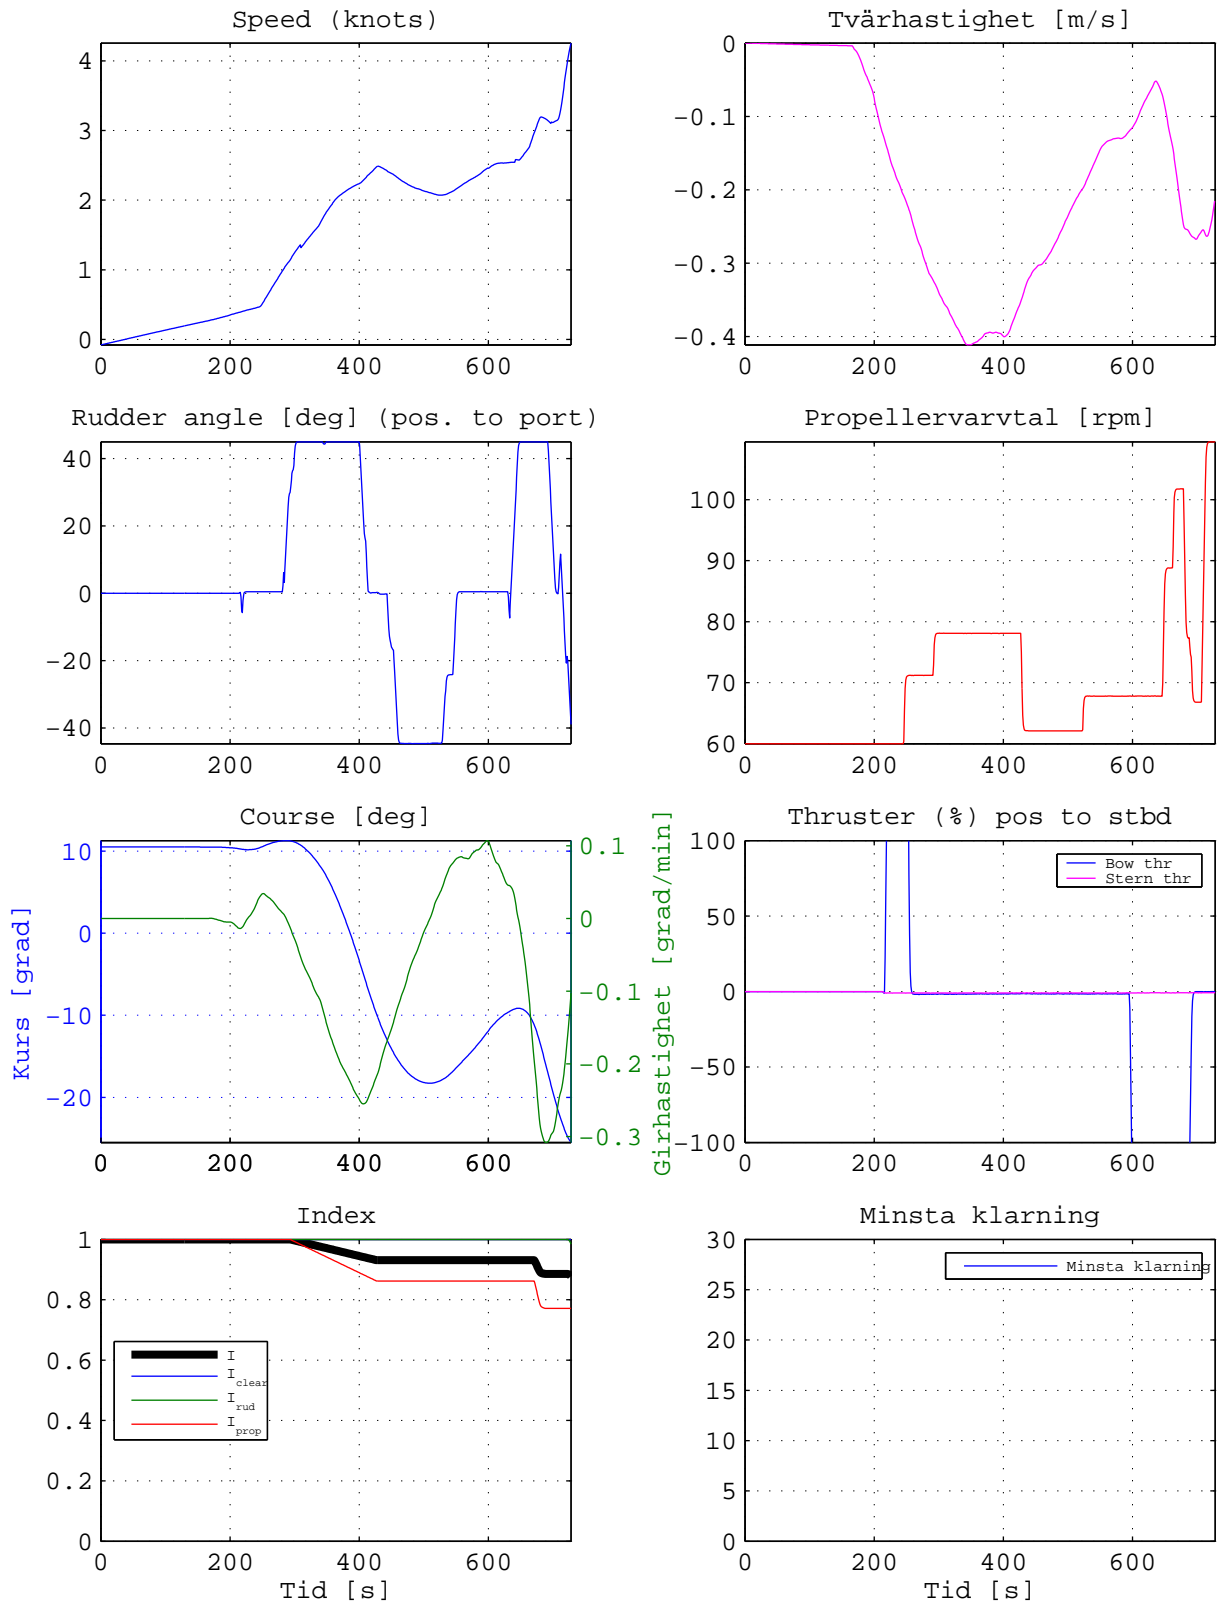 Speed (knots)
4
3
2
1
0
0 200 400 600
Tvärhastighet [m/s]
0
-0.1
-0.2
-0.3
-0.4
0 200 400 600
Rudder angle [deg] (pos. to port)
40
20
0
-20
-40
0 200 400 600
Propellervarvtal [rpm]
100
90
80
70
60
0 200 400 600
Course [deg]
Kurs [grad]
10
0
-10
-20
0.1
0
-0.1
-0.2
-0.3
Girhastighet [grad/min]
0 200 400 600
Thruster (%) pos to stbd
100
50
0
-50
-100
Bow thr
Stern thr
0 200 400 600
Index
1
0.8
0.6
0.4
0.2
0
I
I clear
I rud
I prop
0 200 400 600
Tid [s]
Minsta klarning
30
25
20
15
10
5
0
Minsta klarning
0 200 400 600
Tid [s]